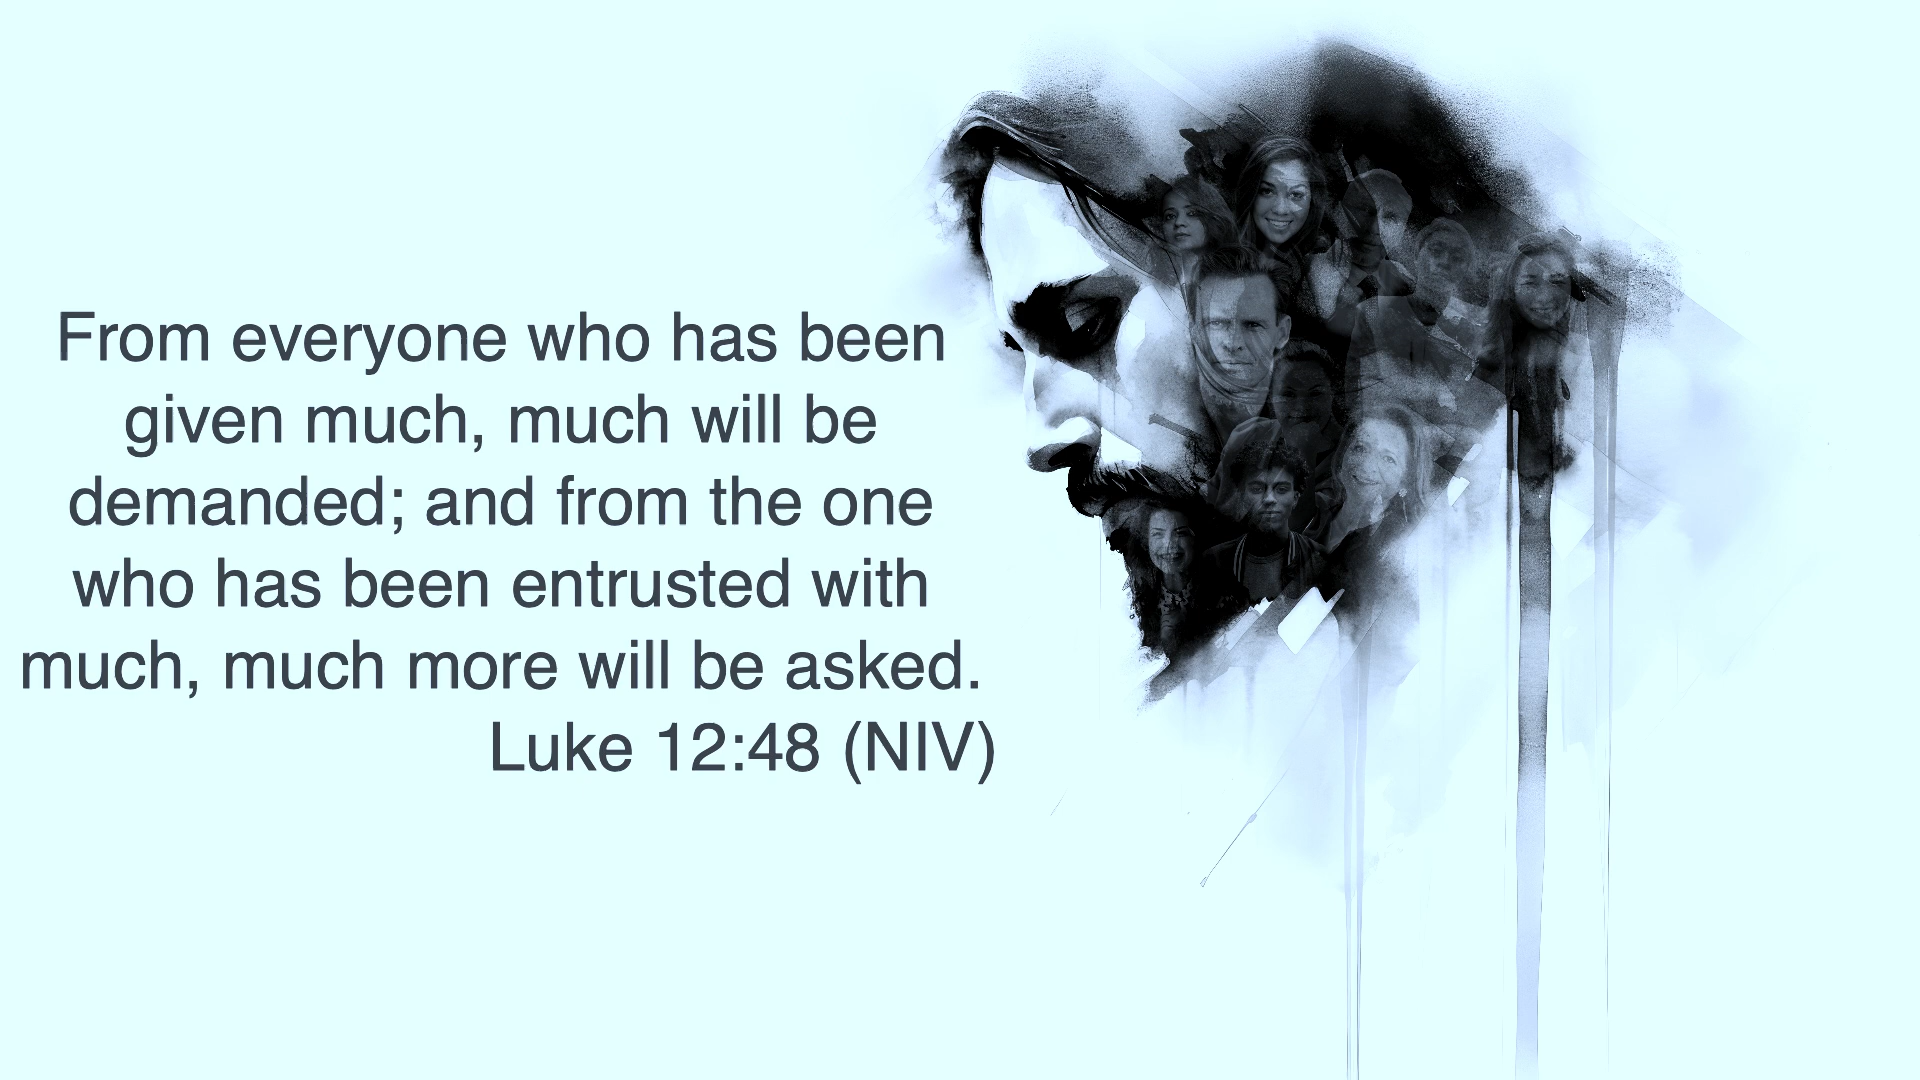 From everyone who has been
given much, much will be
demanded; and from the one
who has been entrusted with
much, much more will be asked.
Luke 12:48 (NIV)